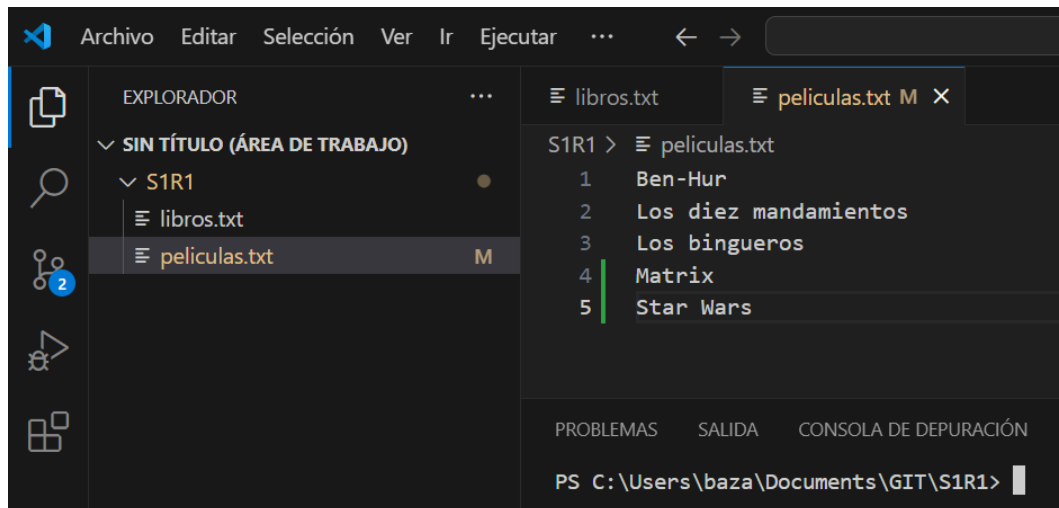 Archivo Editar Selección Ver Ir Ejecutar ···
EXPLORADOR ···
SIN TÍTULO (ÁREA DE TRABAJO)
S1R1
libros.txt
peliculas.txt M
2
libros.txt peliculas.txt M
S1R1 > peliculas.txt
1 Ben-Hur
2 Los diez mandamientos
3 Los bingueros
4 Matrix
5 Star Wars
PROBLEMAS SALIDA CONSOLA DE DEPURACIÓN
PS C:\Users\baza\Documents\GIT\S1R1>